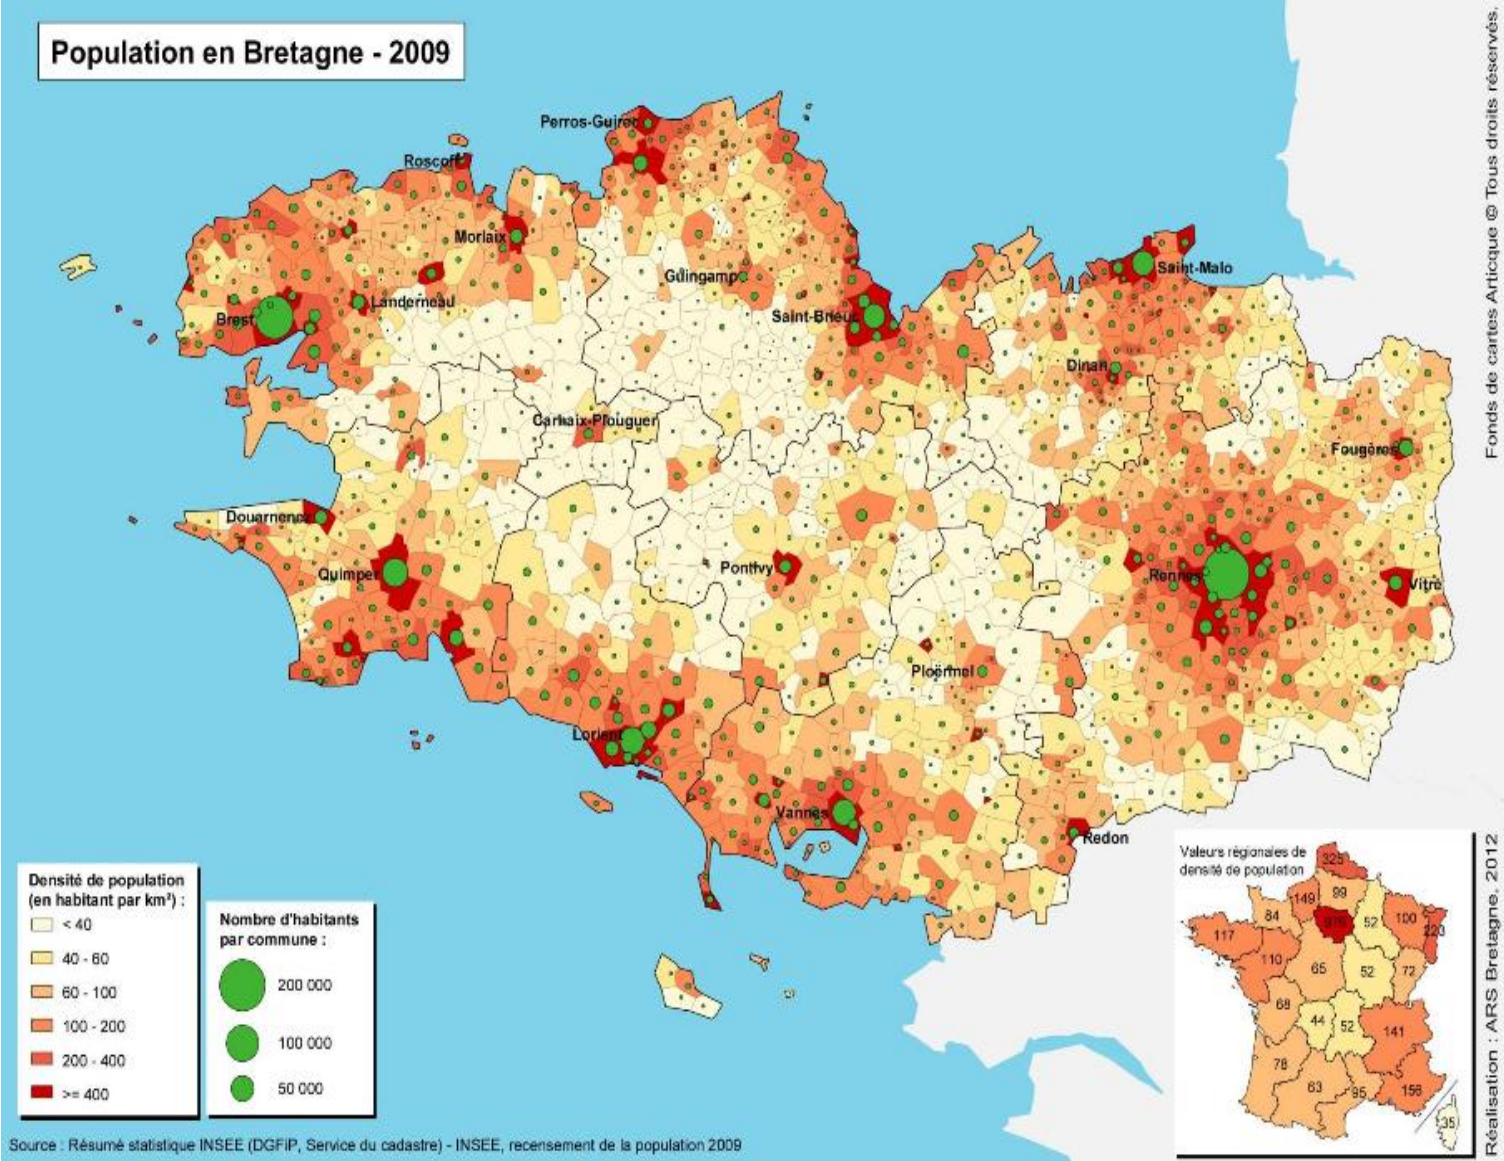 Population en Bretagne - 2009
Fonds de cartes Articque @ Tous droits réservés.
Perros-Guirec
Roscoff
Morlaix
Guingamp
Saint-Malo
Landerneau
Brest
Saint-Brieuc
Dinan
Carhaix-Plouguer
Fougères
Douarnenez
Quimper
Pontivy
Rennes
Vitré
Ploërmel
Lorient
Vannes
Redon
Densité de population
(en habitant par km²) :
< 40
40 - 60
60 - 100
100 - 200
200 - 400
>= 400
Nombre d'habitants
par commune :
200 000
100 000
50 000
Valeurs régionales de
densité de population
325
149
99
84
52
100
223
117
110
65
52
72
68
44
52
141
78
63
95
156
35
Réalisation : ARS Bretagne, 2012
Source : Résumé statistique INSEE (DGFiP, Service du cadastre) - INSEE, recensement de la population 2009